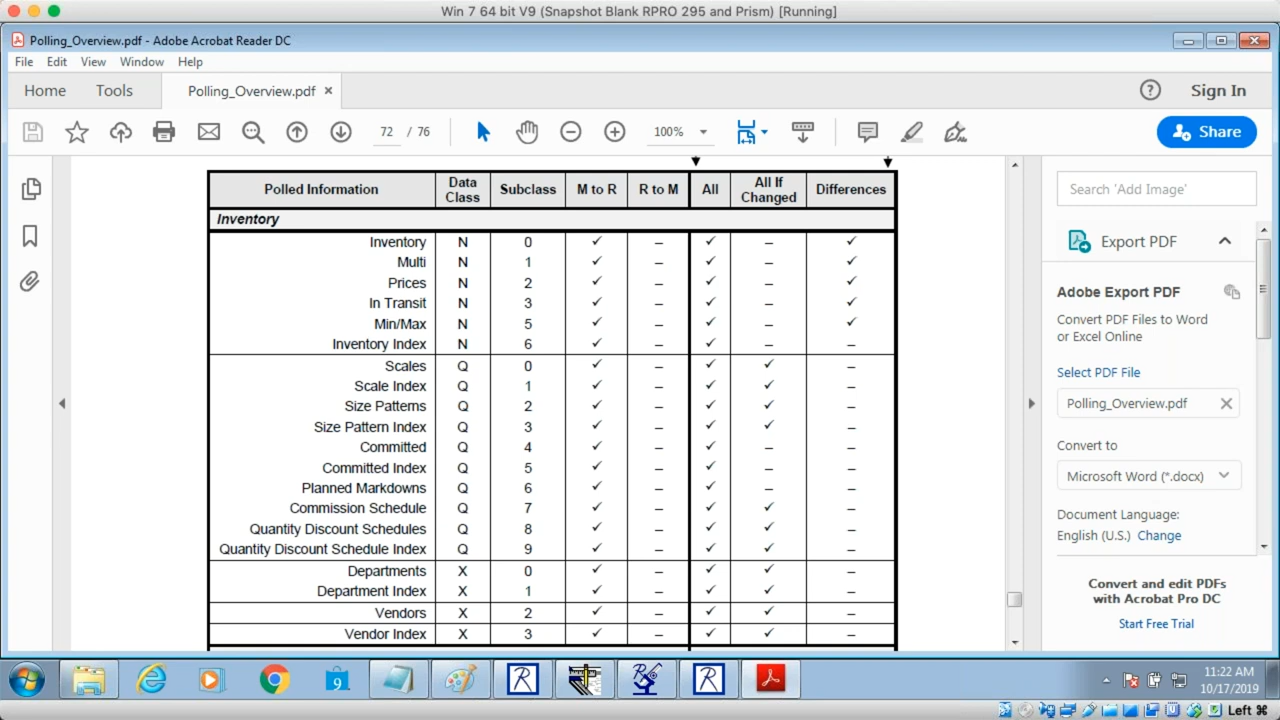 Win 7 64 bit V9 (Snapshot Blank RPRO 295 and Prism) [Running]
Polling_Overview.pdf - Adobe Acrobat Reader DC
File Edit View Window Help
Home Tools Polling_Overview.pdf × Sign In
72 / 76 100% Share
Polled Information Data Class Subclass M to R R to M All All If Changed Differences
Inventory
Inventory N 0 ✓ – ✓ – ✓
Multi N 1 ✓ – ✓ – ✓
Prices N 2 ✓ – ✓ – ✓
In Transit N 3 ✓ – ✓ – ✓
Min/Max N 5 ✓ – ✓ – ✓
Inventory Index N 6 ✓ – ✓ – –
Scales Q 0 ✓ – ✓ ✓ –
Scale Index Q 1 ✓ – ✓ ✓ –
Size Patterns Q 2 ✓ – ✓ ✓ –
Size Pattern Index Q 3 ✓ – ✓ ✓ –
Committed Q 4 ✓ – ✓ – –
Committed Index Q 5 ✓ – ✓ – –
Planned Markdowns Q 6 ✓ – ✓ – –
Commission Schedule Q 7 ✓ – ✓ ✓ –
Quantity Discount Schedules Q 8 ✓ – ✓ ✓ –
Quantity Discount Schedule Index Q 9 ✓ – ✓ ✓ –
Departments X 0 ✓ – ✓ ✓ –
Department Index X 1 ✓ – ✓ ✓ –
Vendors X 2 ✓ – ✓ ✓ –
Vendor Index X 3 ✓ – ✓ ✓ –
Search 'Add Image'
Export PDF
Adobe Export PDF
Convert PDF Files to Word
or Excel Online
Select PDF File
Polling_Overview.pdf
Convert to
Microsoft Word (*.docx)
Document Language:
English (U.S.) Change
Convert and edit PDFs
with Acrobat Pro DC
Start Free Trial
9
R
R
11:22 AM
10/17/2019
Left ⌘